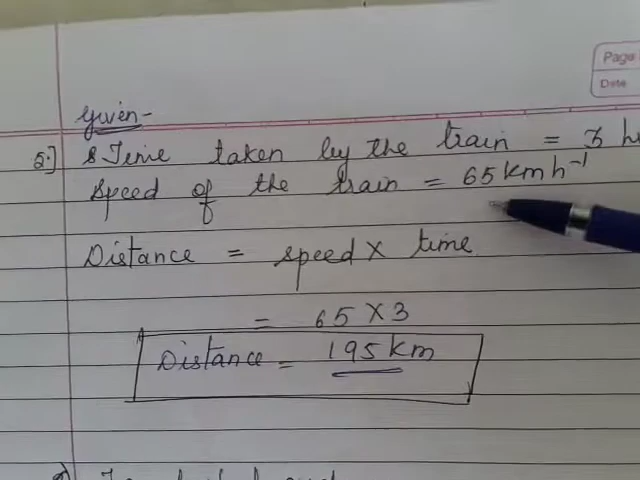 Page
Date
Given-
5.] Time taken by the train = 3 h
Speed of the train = 65 km h⁻¹
Distance = speed × time
= 65 × 3
Distance = 195 km